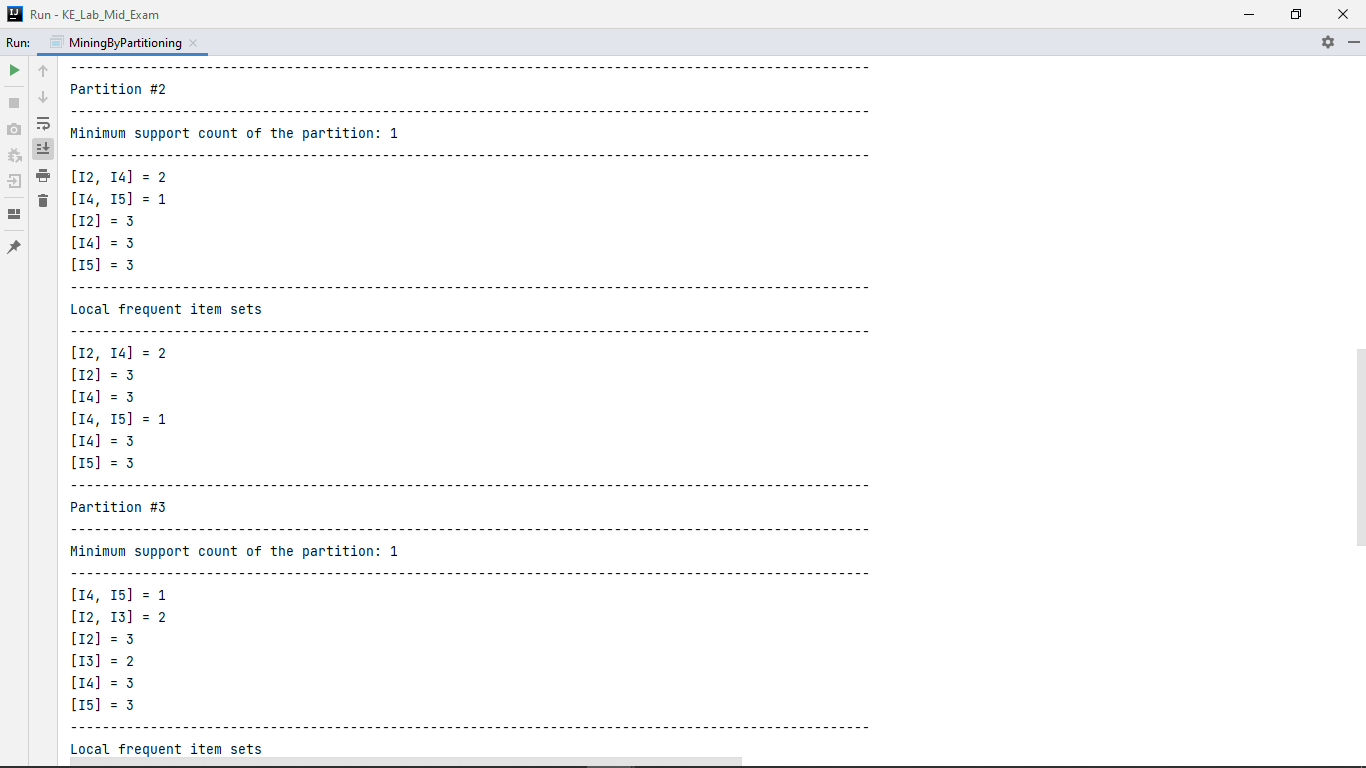 Run - KE_Lab_Mid_Exam
Run: MiningByPartitioning
----------------------------------------------------------------------------------------------------
Partition #2
----------------------------------------------------------------------------------------------------
Minimum support count of the partition: 1
----------------------------------------------------------------------------------------------------
[I2, I4] = 2
[I4, I5] = 1
[I2] = 3
[I4] = 3
[I5] = 3
----------------------------------------------------------------------------------------------------
Local frequent item sets
----------------------------------------------------------------------------------------------------
[I2, I4] = 2
[I2] = 3
[I4] = 3
[I4, I5] = 1
[I4] = 3
[I5] = 3
----------------------------------------------------------------------------------------------------
Partition #3
----------------------------------------------------------------------------------------------------
Minimum support count of the partition: 1
----------------------------------------------------------------------------------------------------
[I4, I5] = 1
[I2, I3] = 2
[I2] = 3
[I3] = 2
[I4] = 3
[I5] = 3
----------------------------------------------------------------------------------------------------
Local frequent item sets